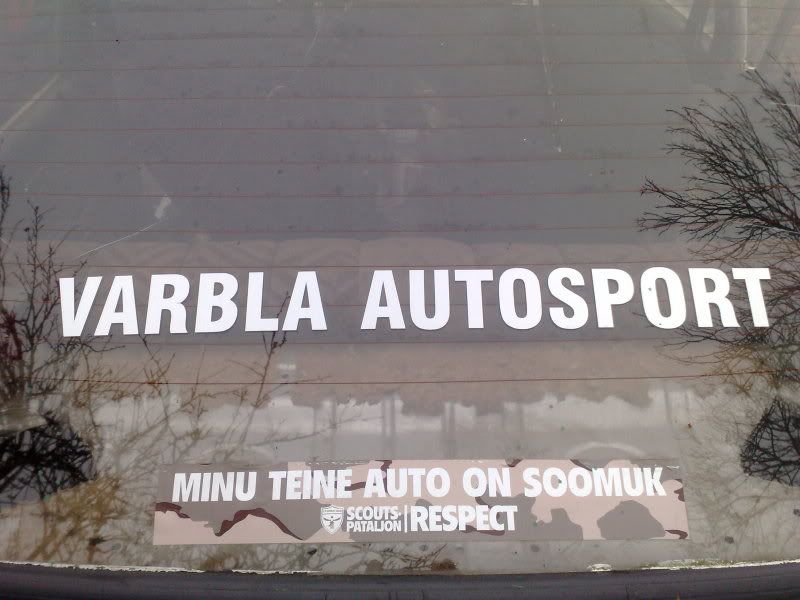 VARBLA AUTOSPORT
MINU TEINE AUTO ON SOOMUK
SCOUTS-
PATALJON | RESPECT